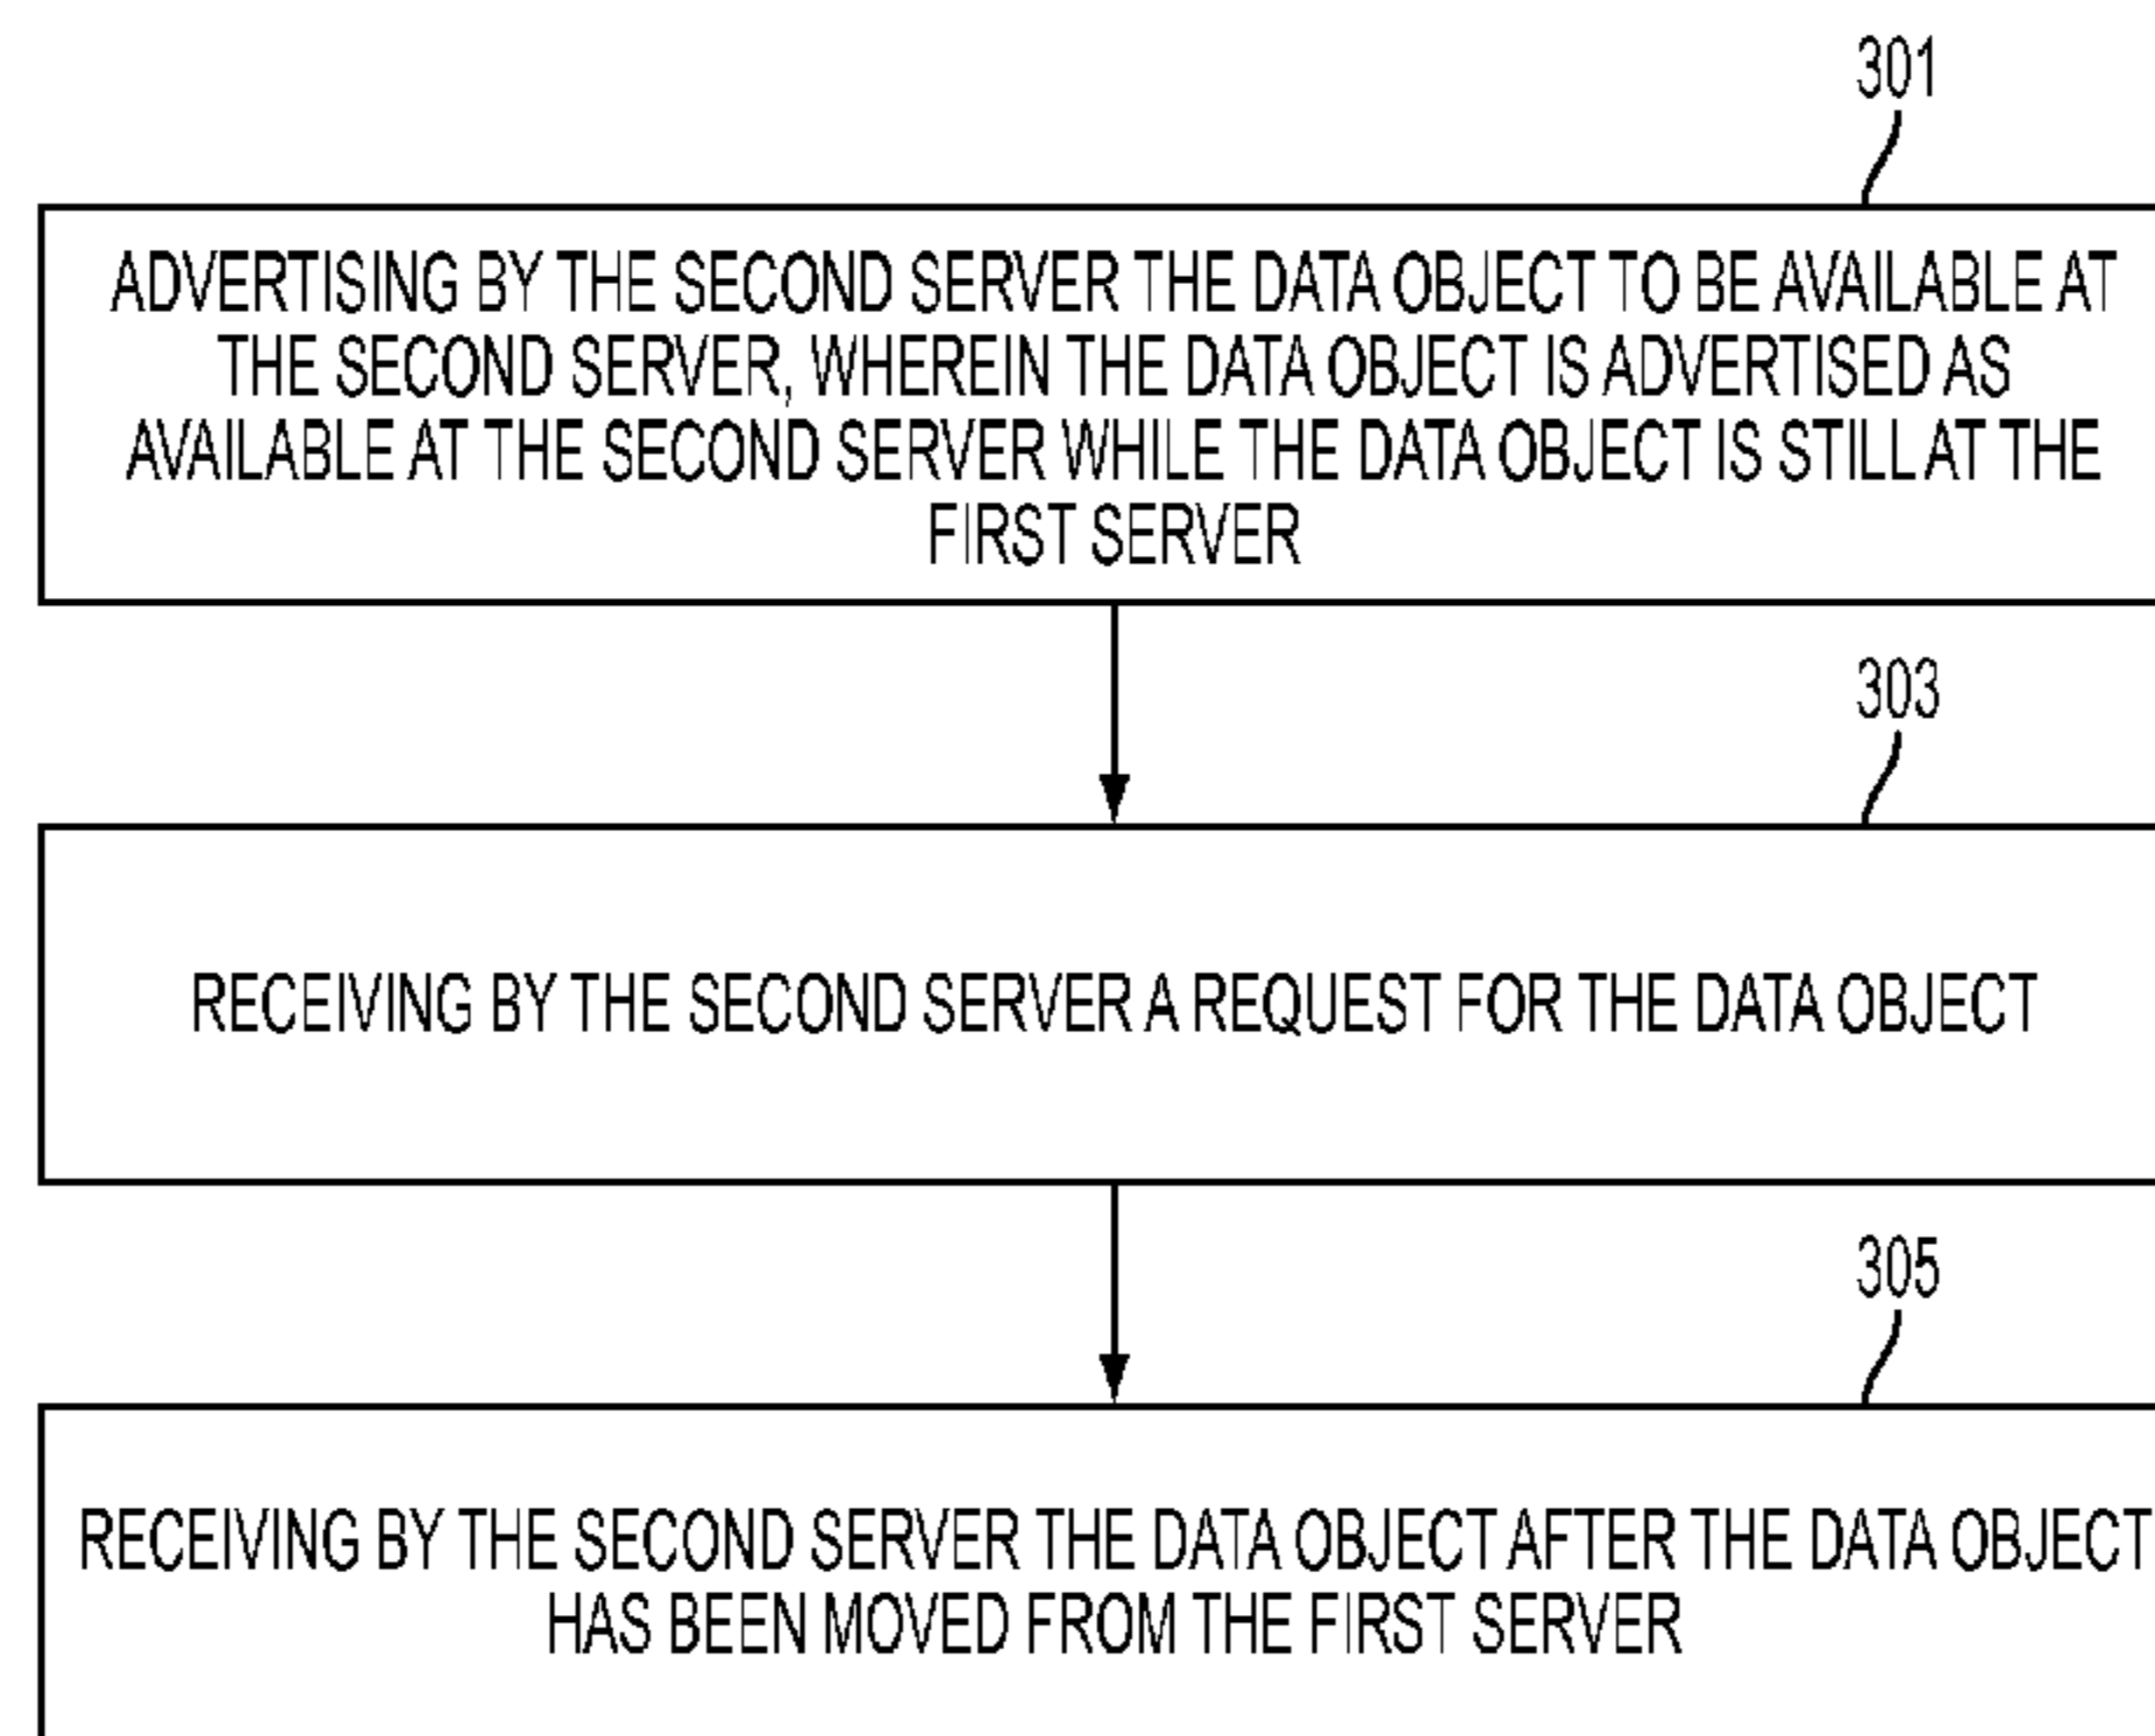 301
ADVERTISING BY THE SECOND SERVER THE DATA OBJECT TO BE AVAILABLE AT
THE SECOND SERVER, WHEREIN THE DATA OBJECT IS ADVERTISED AS
AVAILABLE AT THE SECOND SERVER WHILE THE DATA OBJECT IS STILL AT THE
FIRST SERVER
303
RECEIVING BY THE SECOND SERVER A REQUEST FOR THE DATA OBJECT
305
RECEIVING BY THE SECOND SERVER THE DATA OBJECT AFTER THE DATA OBJECT
HAS BEEN MOVED FROM THE FIRST SERVER